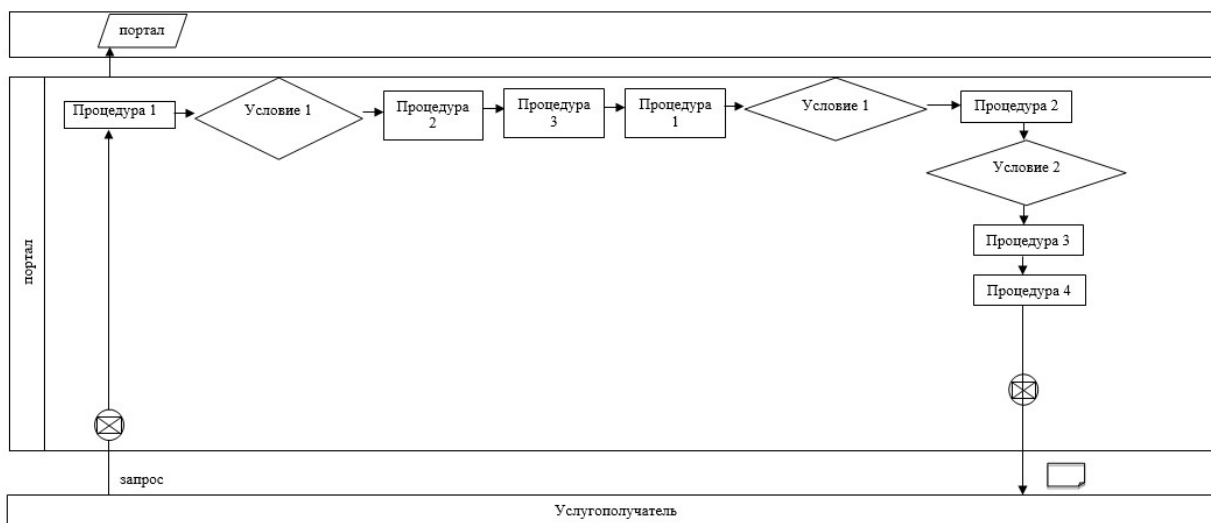 портал
Процедура 1
Условие 1
Процедура
2
Процедура
3
Процедура
1
Условие 1
Процедура 2
Условие 2
Процедура 3
Процедура 4
портал
запрос
Услугополучатель